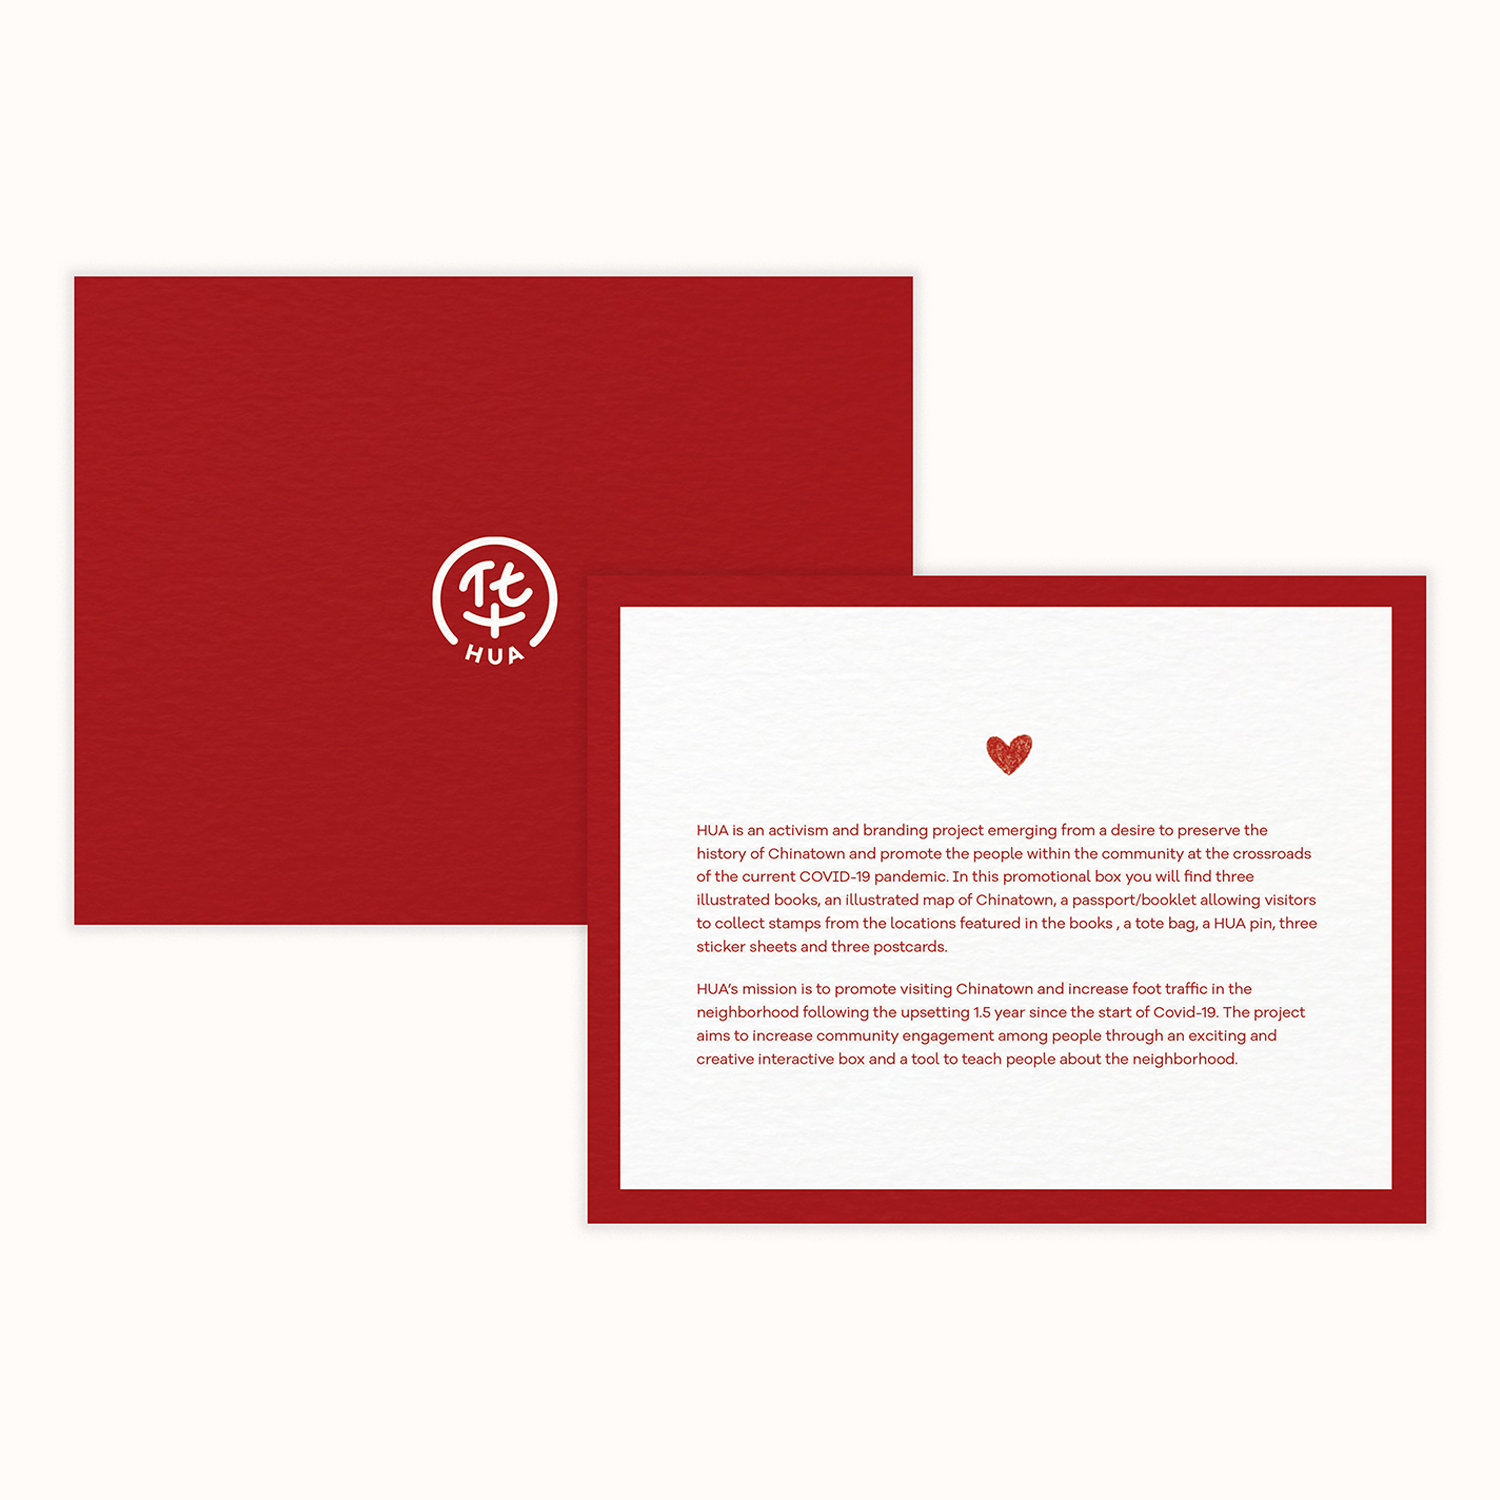 华
HUA
HUA is an activism and branding project emerging from a desire to preserve the
history of Chinatown and promote the people within the community at the crossroads
of the current COVID-19 pandemic. In this promotional box you will find three
illustrated books, an illustrated map of Chinatown, a passport/booklet allowing visitors
to collect stamps from the locations featured in the books , a tote bag, a HUA pin, three
sticker sheets and three postcards.
HUA’s mission is to promote visiting Chinatown and increase foot traffic in the
neighborhood following the upsetting 1.5 year since the start of Covid-19. The project
aims to increase community engagement among people through an exciting and
creative interactive box and a tool to teach people about the neighborhood.